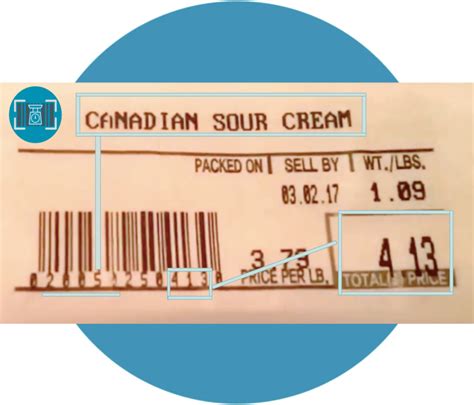 CANADIAN SOUR CREAM
PACKED ON SELL BY WT./LBS.
03.02.17 1.09
3 79 4 13
PRICE PER LB. TOTAL PRICE